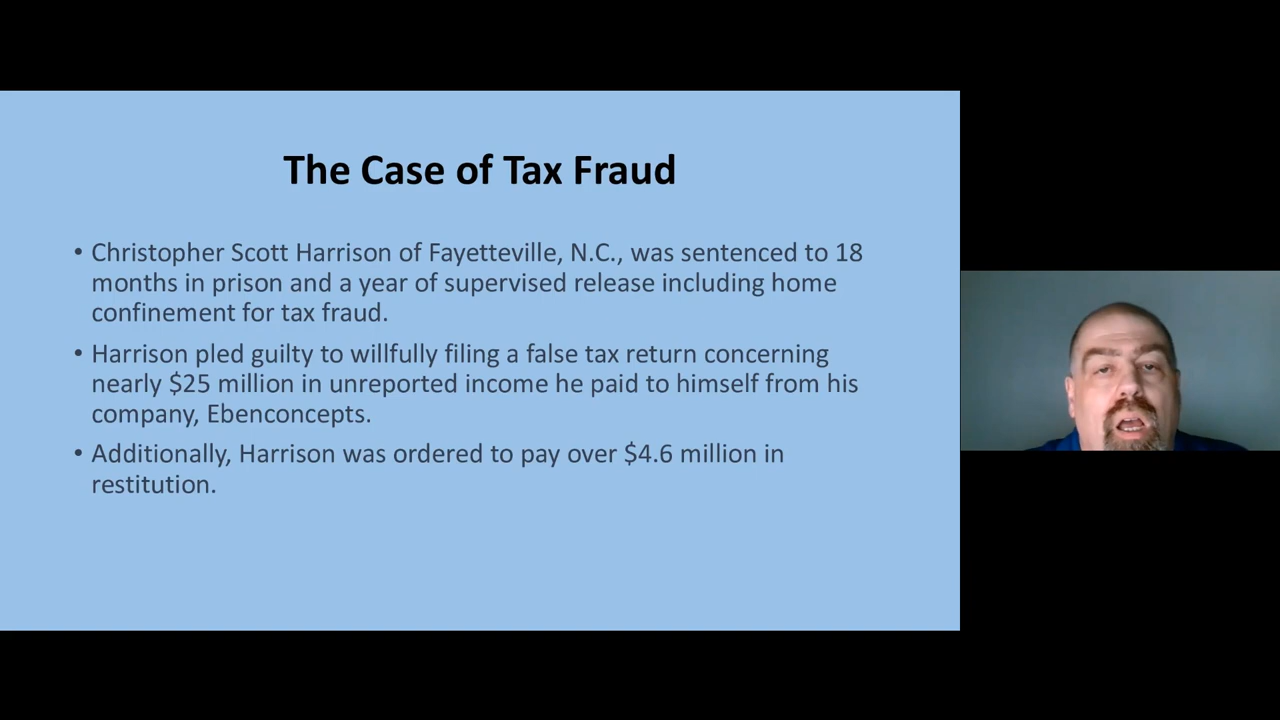 The Case of Tax Fraud
• Christopher Scott Harrison of Fayetteville, N.C., was sentenced to 18
months in prison and a year of supervised release including home
confinement for tax fraud.
• Harrison pled guilty to willfully filing a false tax return concerning
nearly $25 million in unreported income he paid to himself from his
company, Ebenconcepts.
• Additionally, Harrison was ordered to pay over $4.6 million in
restitution.